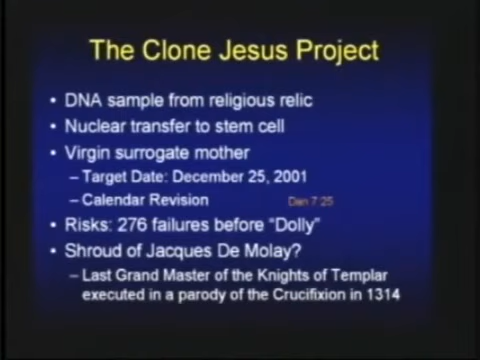 The Clone Jesus Project
• DNA sample from religious relic
• Nuclear transfer to stem cell
• Virgin surrogate mother
– Target Date: December 25, 2001
– Calendar Revision Dan 7:25
• Risks: 276 failures before “Dolly”
• Shroud of Jacques De Molay?
– Last Grand Master of the Knights of Templar
executed in a parody of the Crucifixion in 1314